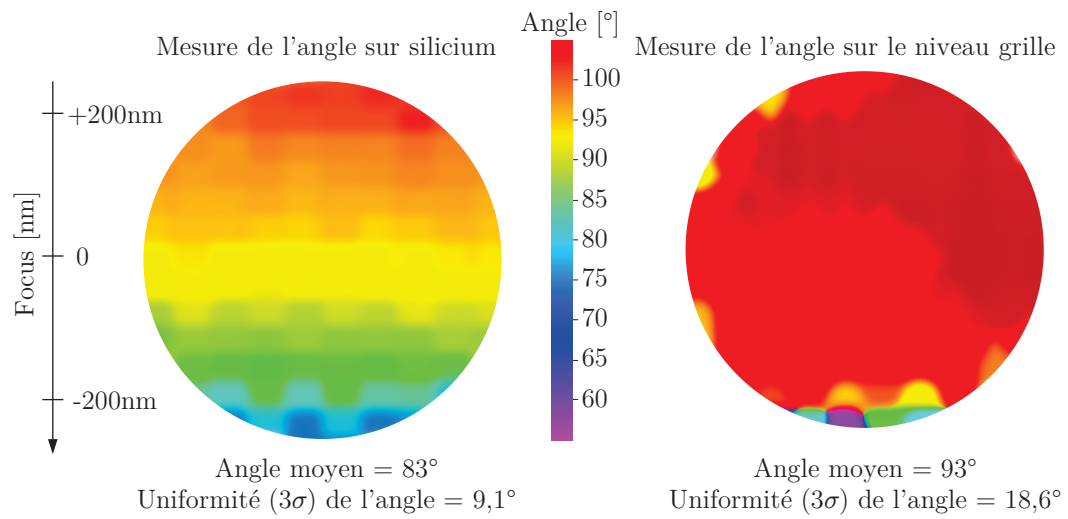 Angle [°]
Mesure de l'angle sur silicium
Mesure de l'angle sur le niveau grille
+200nm
0
-200nm
Focus [nm]
100
95
90
85
80
75
70
65
60
Angle moyen = 83°
Uniformité (3σ) de l'angle = 9,1°
Angle moyen = 93°
Uniformité (3σ) de l'angle = 18,6°